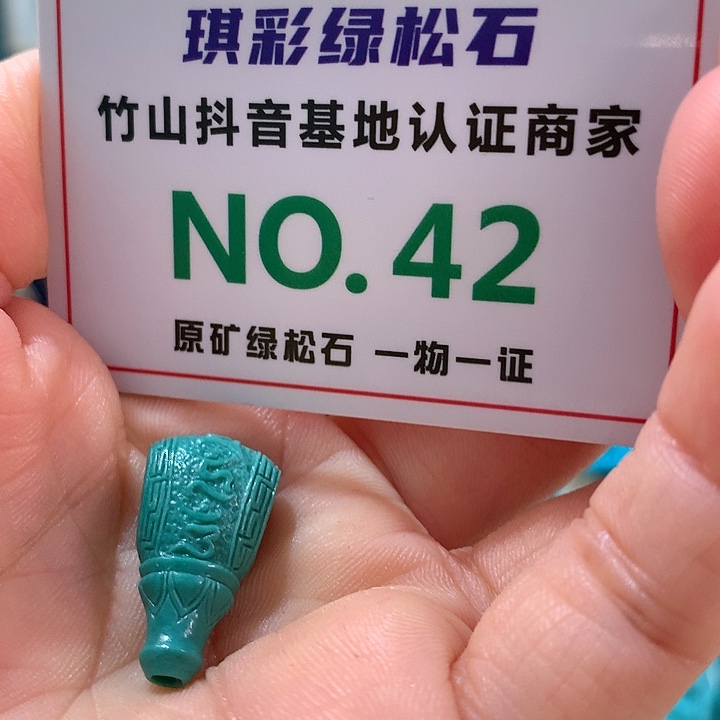 琪彩绿松石
竹山抖音基地认证商家
NO.42
原矿绿松石 一物一证